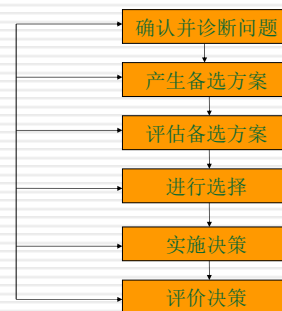 确认并诊断问题
产生备选方案
评估备选方案
进行选择
实施决策
评价决策